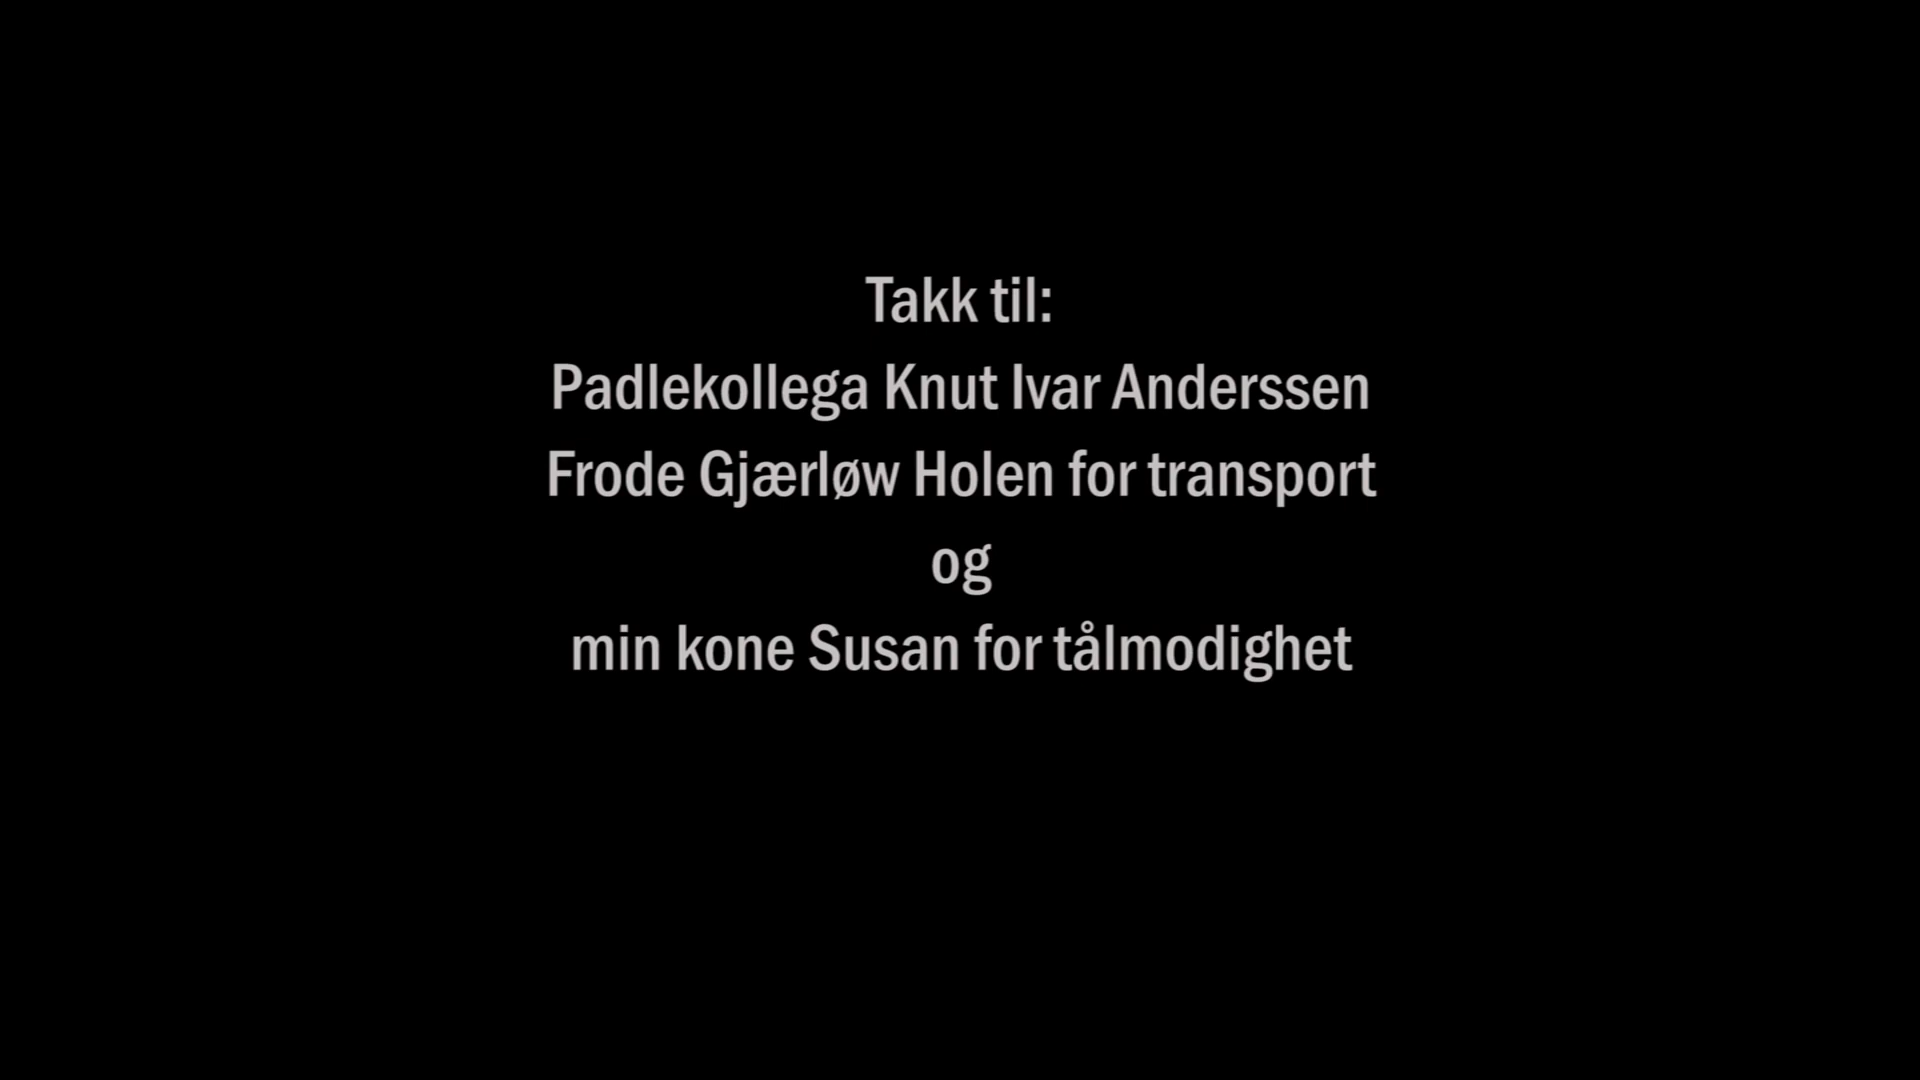 Takk til:
Padlekollega Knut Ivar Anderssen
Frode Gjærløw Holen for transport
og
min kone Susan for tålmodighet